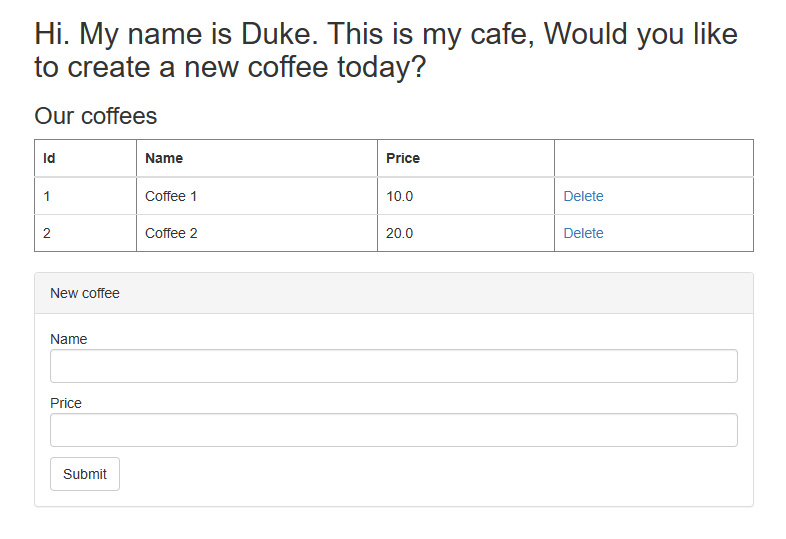 Hi. My name is Duke. This is my cafe, Would you like
to create a new coffee today?
Our coffees
Id Name Price
1 Coffee 1 10.0 Delete
2 Coffee 2 20.0 Delete
New coffee
Name
Price
Submit